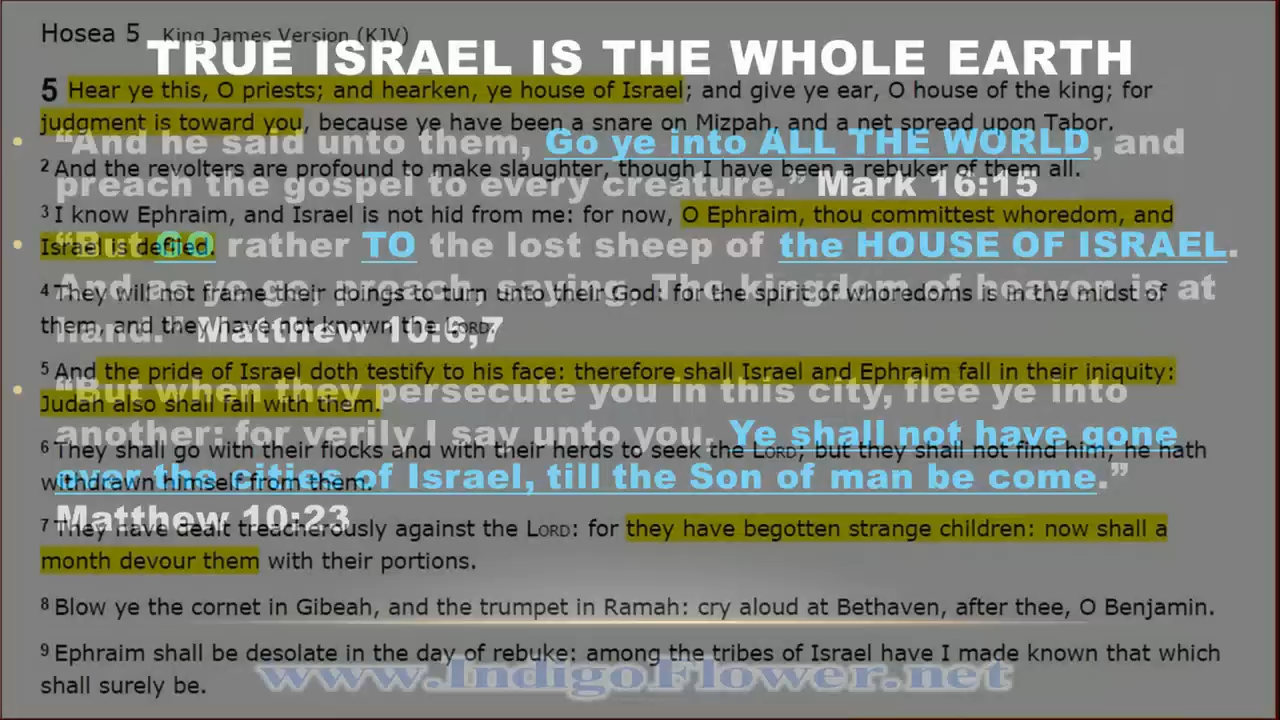 Hosea 5 King James Version (KJV)
TRUE ISRAEL IS THE WHOLE EARTH
5 Hear ye this, O priests; and hearken, ye house of Israel; and give ye ear, O house of the king; for
judgment is toward you, because ye have been a snare on Mizpah, and a net spread upon Tabor.
• “And he said unto them, Go ye into ALL THE WORLD, and
2 And the revolters are profound to make slaughter, though I have been a rebuker of them all.
preach the gospel to every creature.” Mark 16:15
3 I know Ephraim, and Israel is not hid from me: for now, O Ephraim, thou committest whoredom, and
Israel is defiled.
• “But GO rather TO the lost sheep of the HOUSE OF ISRAEL.
And as ye go, preach, saying, The kingdom of heaven is at
4 They will not frame their doings to turn unto their God: for the spirit of whoredoms is in the midst of
them, and they have not known the LORD.
hand.” Matthew 10:6,7
5 And the pride of Israel doth testify to his face: therefore shall Israel and Ephraim fall in their iniquity:
• “But when they persecute you in this city, flee ye into
Judah also shall fall with them.
another: for verily I say unto you, Ye shall not have gone
6 They shall go with their flocks and with their herds to seek the LORD; but they shall not find him; he hath
over the cities of Israel, till the Son of man be come.”
withdrawn himself from them.
Matthew 10:23
7 They have dealt treacherously against the LORD: for they have begotten strange children: now shall a
month devour them with their portions.
8 Blow ye the cornet in Gibeah, and the trumpet in Ramah: cry aloud at Bethaven, after thee, O Benjamin.
9 Ephraim shall be desolate in the day of rebuke: among the tribes of Israel have I made known that which
www.IndigoFlower.net
shall surely be.